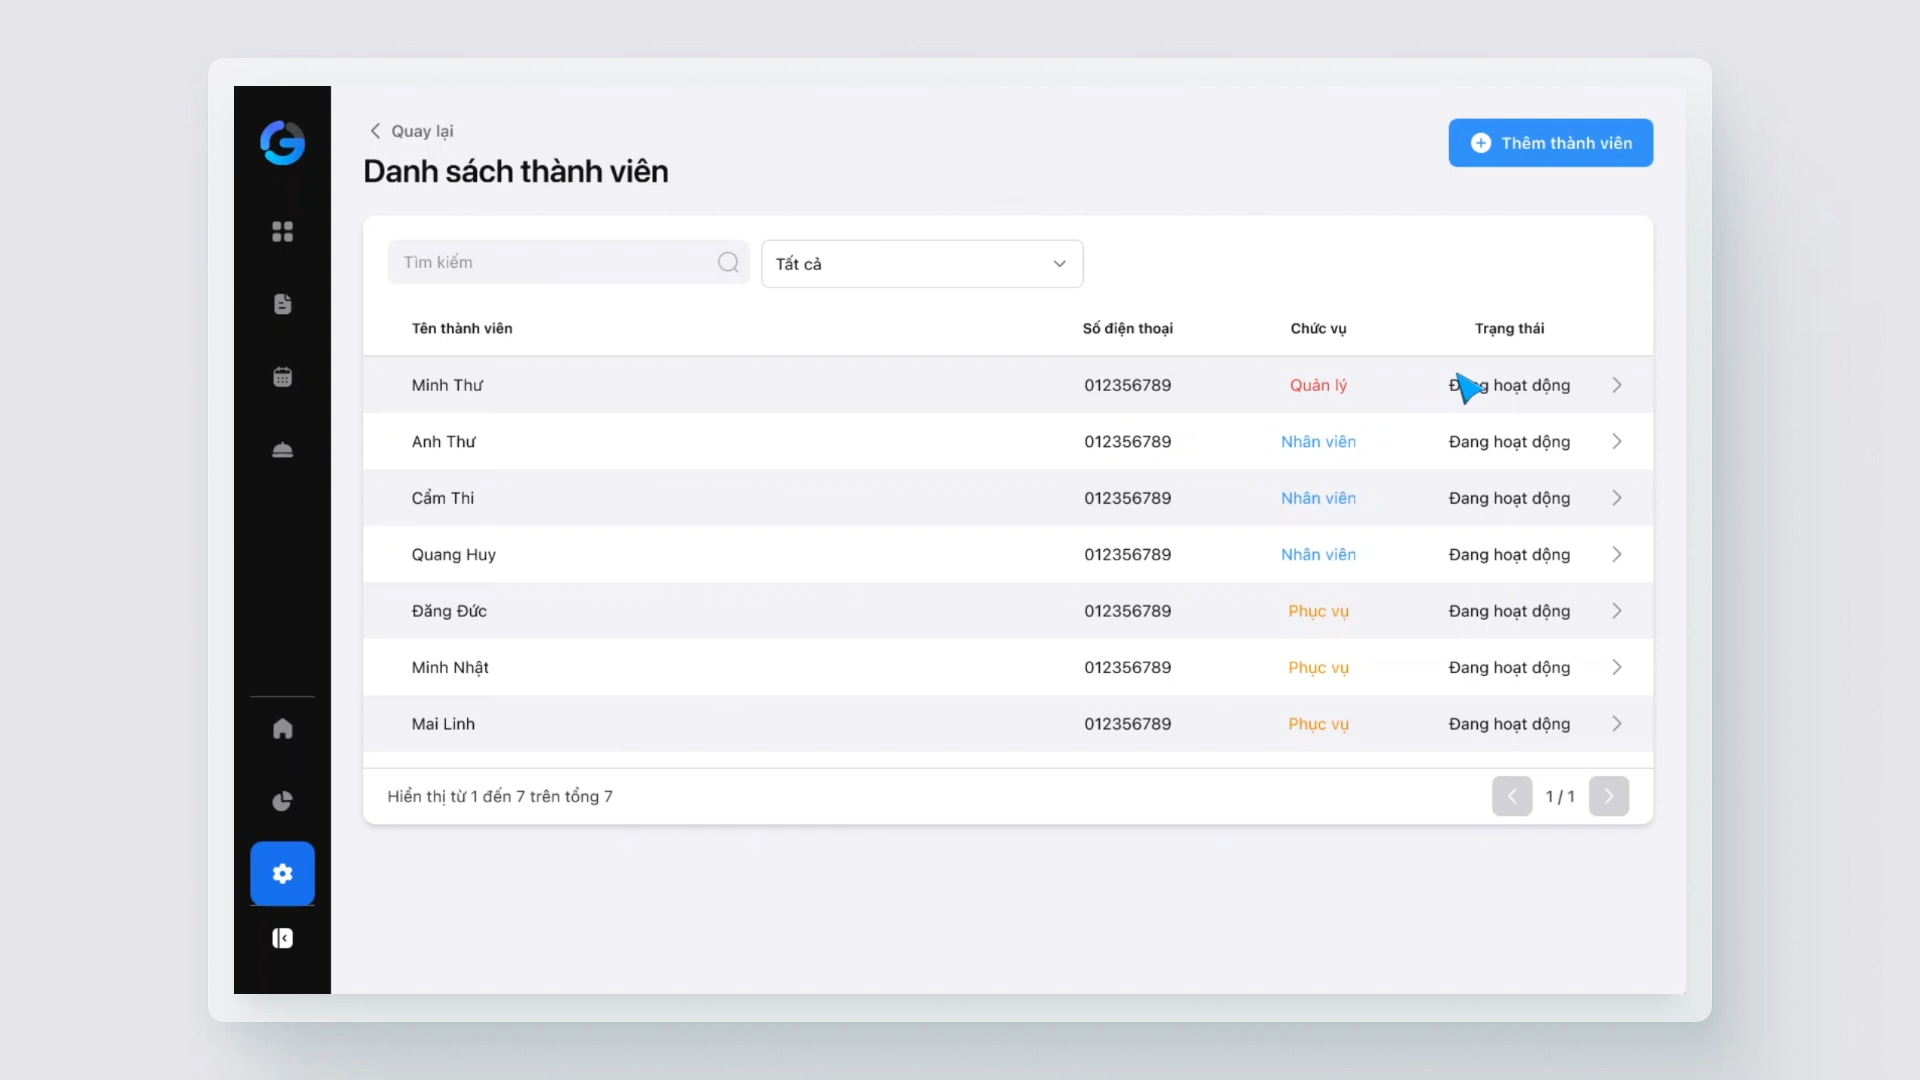 Quay lại
Danh sách thành viên
Thêm thành viên
Tìm kiếm
Tất cả
Tên thành viên Số điện thoại Chức vụ Trạng thái
Minh Thư 012356789 Quản lý hoạt động
Anh Thư 012356789 Nhân viên Đang hoạt động
Cẩm Thi 012356789 Nhân viên Đang hoạt động
Quang Huy 012356789 Nhân viên Đang hoạt động
Đăng Đức 012356789 Phục vụ Đang hoạt động
Minh Nhật 012356789 Phục vụ Đang hoạt động
Mai Linh 012356789 Phục vụ Đang hoạt động
Hiển thị từ 1 đến 7 trên tổng 7
1 / 1